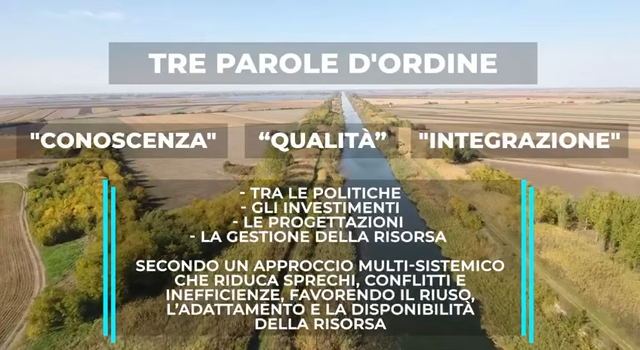 TRE PAROLE D'ORDINE
"CONOSCENZA" “QUALITÀ” "INTEGRAZIONE"
- TRA LE POLITICHE
- GLI INVESTIMENTI
- LE PROGETTAZIONI
- LA GESTIONE DELLA RISORSA
SECONDO UN APPROCCIO MULTI-SISTEMICO
CHE RIDUCA SPRECHI, CONFLITTI E
INEFFICIENZE, FAVORENDO IL RIUSO,
L’ADATTAMENTO E LA DISPONIBILITÀ
DELLA RISORSA